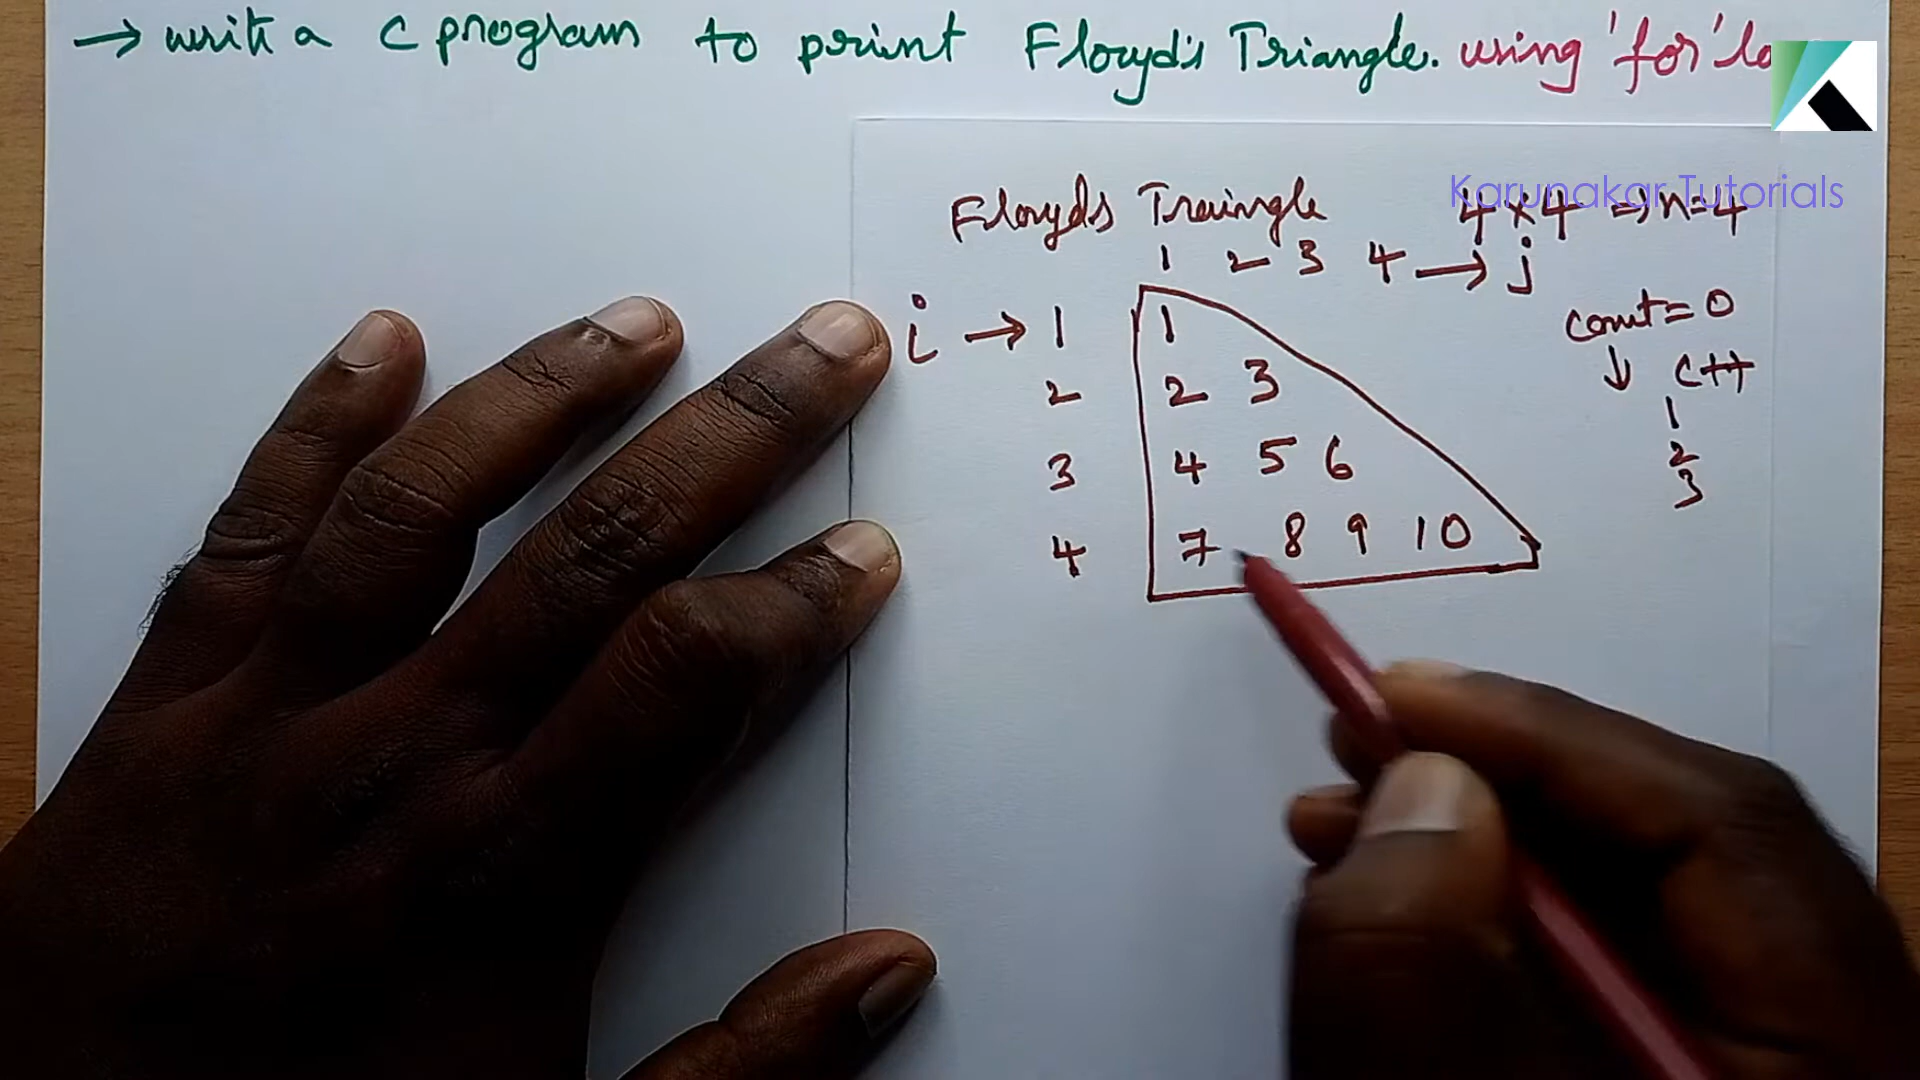 → write a c program to print Floyd's Triangle. using 'for' lo
Karunakar Tutorials
Floyds Traingle 4x4 ⇒ n=4
1 2 3 4 → j
i → 1 1 count = 0
2 2 3 ↓ c++
3 4 5 6 1
4 7 8 9 10 2
3